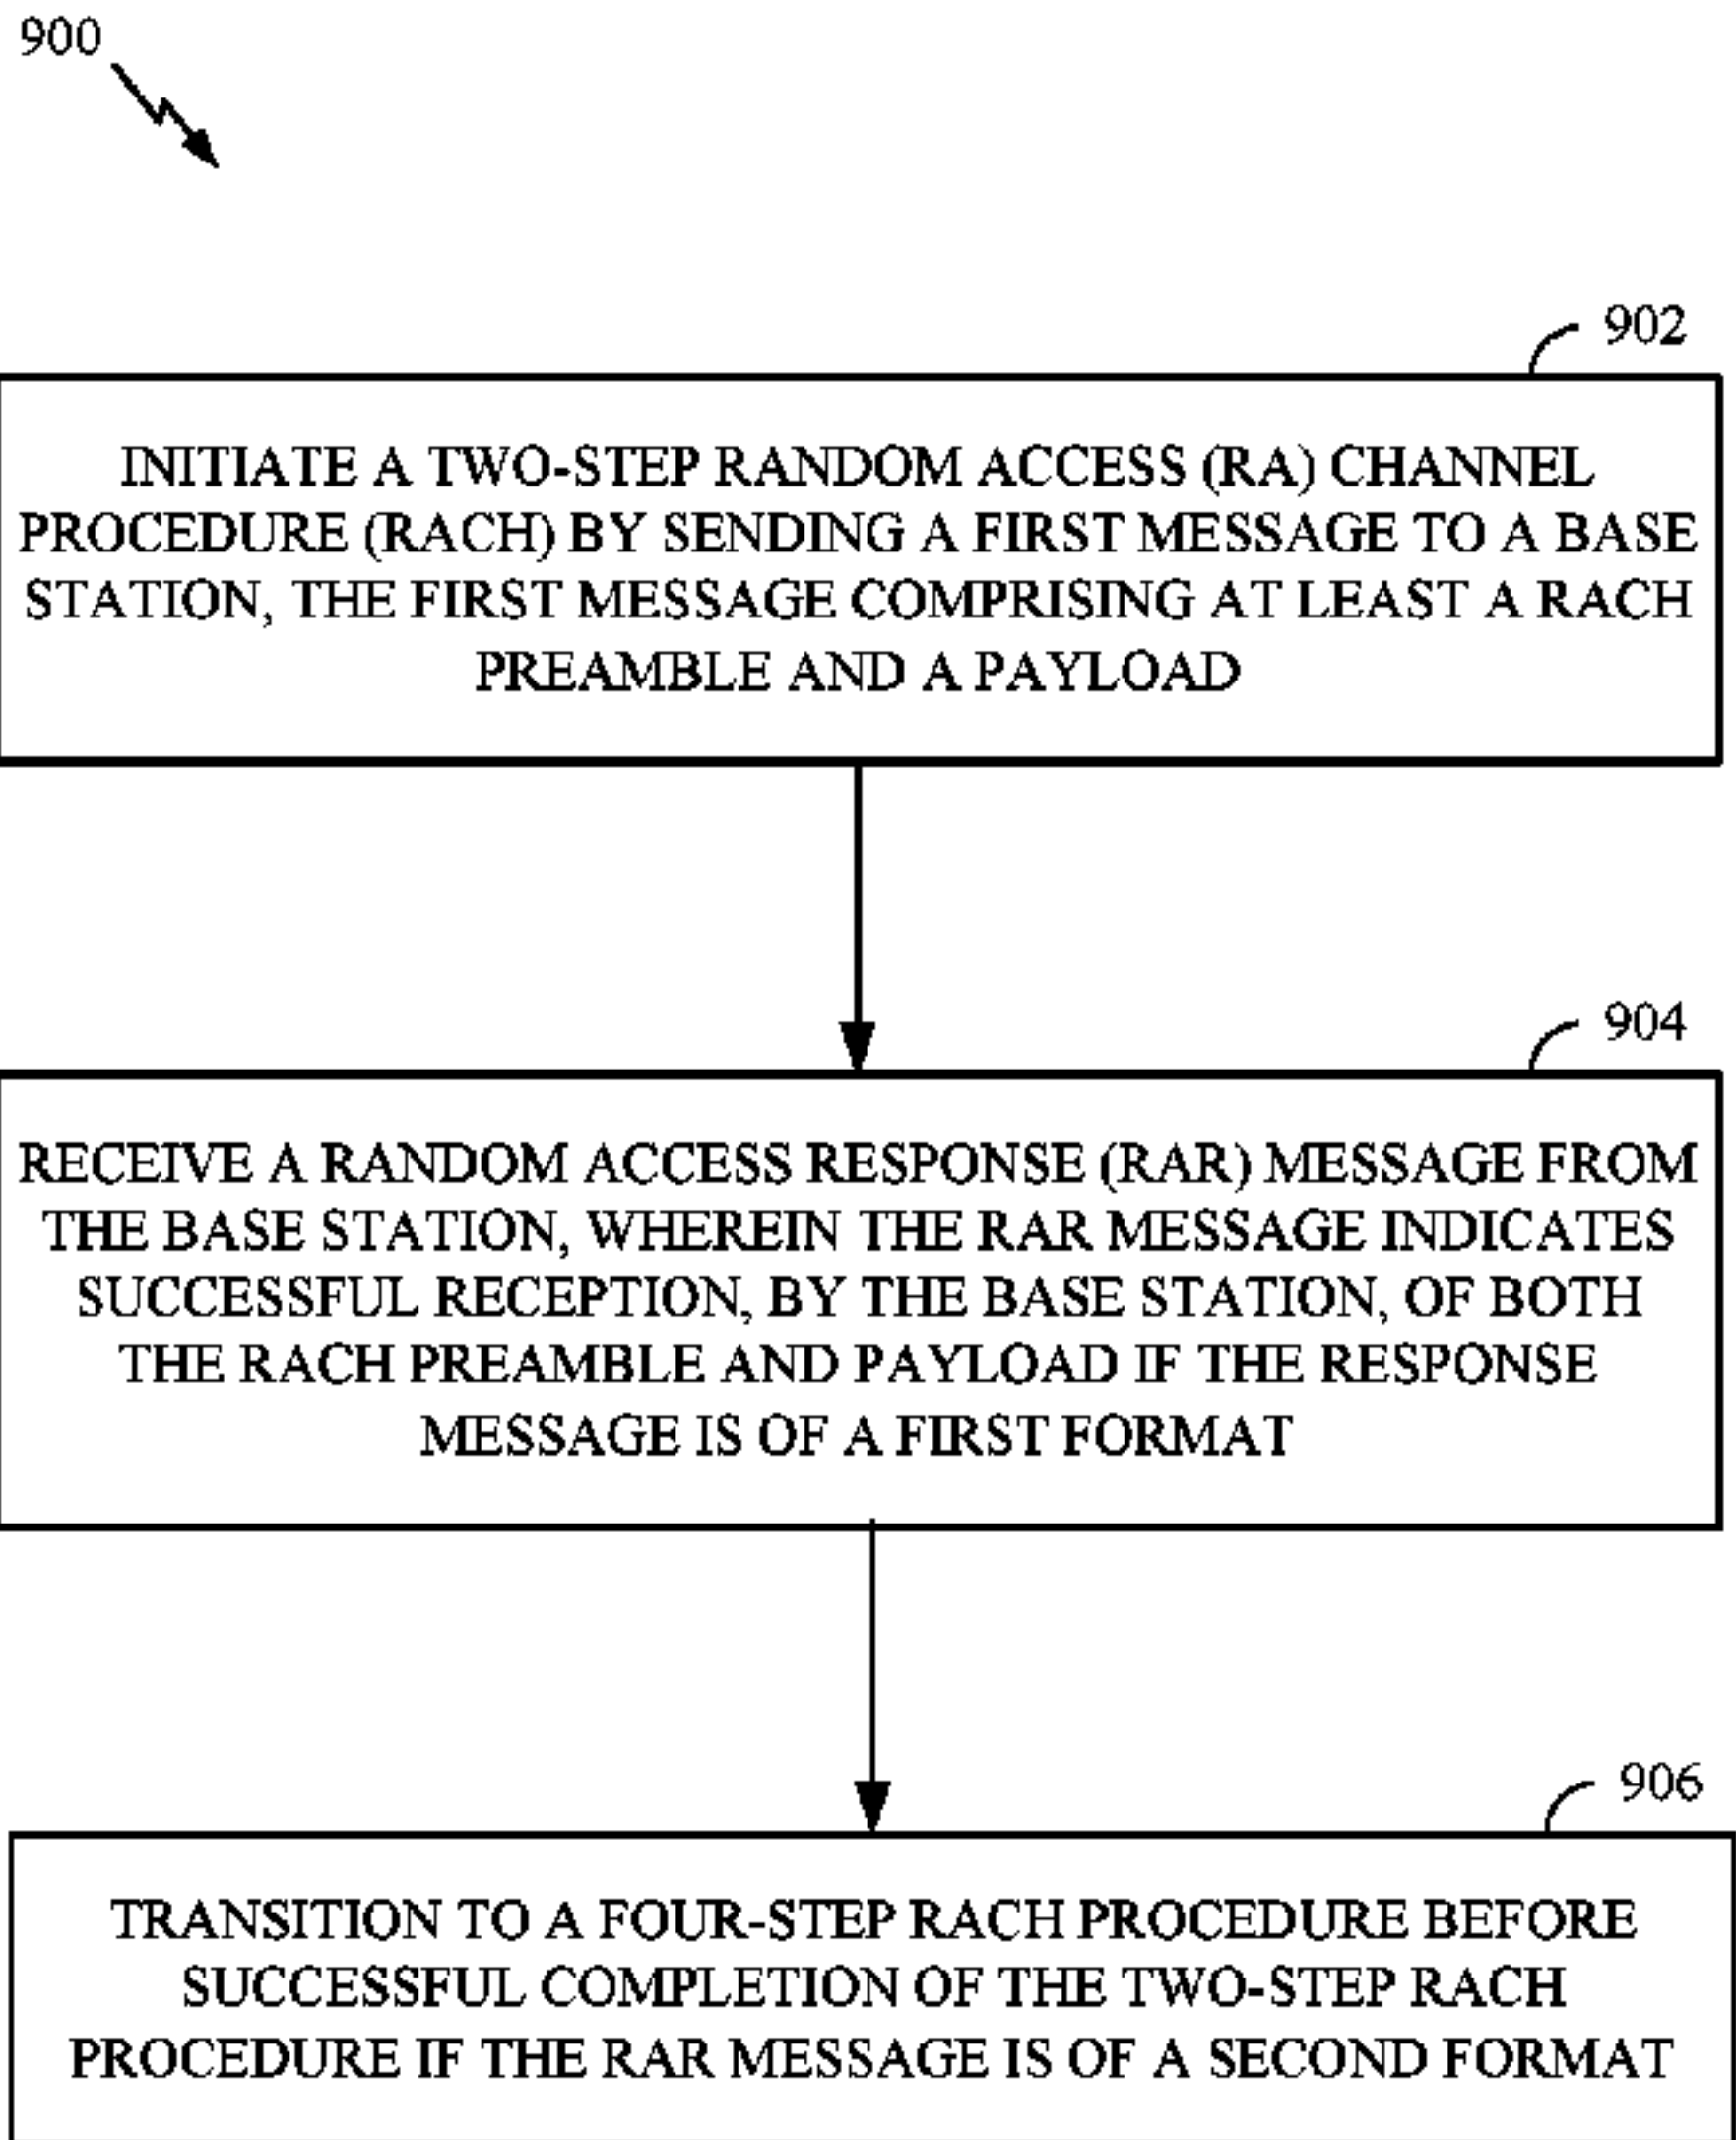 900
902
INITIATE A TWO-STEP RANDOM ACCESS (RA) CHANNEL
PROCEDURE (RACH) BY SENDING A FIRST MESSAGE TO A BASE
STATION, THE FIRST MESSAGE COMPRISING AT LEAST A RACH
PREAMBLE AND A PAYLOAD
904
RECEIVE A RANDOM ACCESS RESPONSE (RAR) MESSAGE FROM
THE BASE STATION, WHEREIN THE RAR MESSAGE INDICATES
SUCCESSFUL RECEPTION, BY THE BASE STATION, OF BOTH
THE RACH PREAMBLE AND PAYLOAD IF THE RESPONSE
MESSAGE IS OF A FIRST FORMAT
906
TRANSITION TO A FOUR-STEP RACH PROCEDURE BEFORE
SUCCESSFUL COMPLETION OF THE TWO-STEP RACH
PROCEDURE IF THE RAR MESSAGE IS OF A SECOND FORMAT